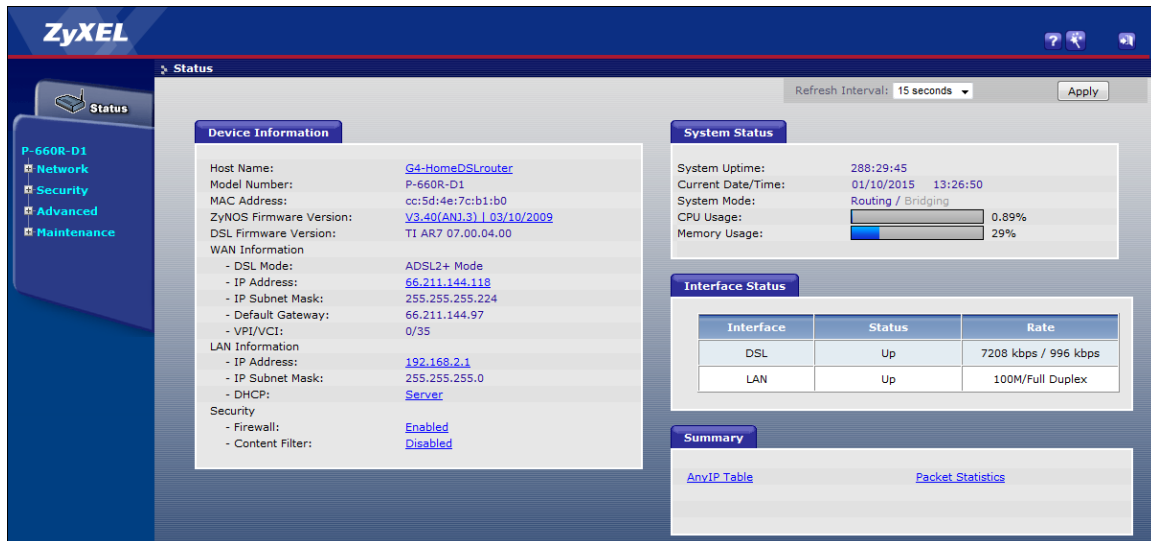 ZyXEL
Status
Status
Refresh Interval: 15 seconds Apply
P-660R-D1
Network
Security
Advanced
Maintenance
Device Information
Host Name: G4-HomeDSLrouter
Model Number: P-660R-D1
MAC Address: cc:5d:4e:7c:b1:b0
ZyNOS Firmware Version: V3.40(ANJ.3) | 03/10/2009
DSL Firmware Version: TI AR7 07.00.04.00
WAN Information
- DSL Mode: ADSL2+ Mode
- IP Address: 66.211.144.118
- IP Subnet Mask: 255.255.255.224
- Default Gateway: 66.211.144.97
- VPI/VCI: 0/35
LAN Information
- IP Address: 192.168.2.1
- IP Subnet Mask: 255.255.255.0
- DHCP: Server
Security
- Firewall: Enabled
- Content Filter: Disabled
System Status
System Uptime: 288:29:45
Current Date/Time: 01/10/2015 13:26:50
System Mode: Routing / Bridging
CPU Usage: 0.89%
Memory Usage: 29%
Interface Status
Interface Status Rate
DSL Up 7208 kbps / 996 kbps
LAN Up 100M/Full Duplex
Summary
AnyIP Table Packet Statistics